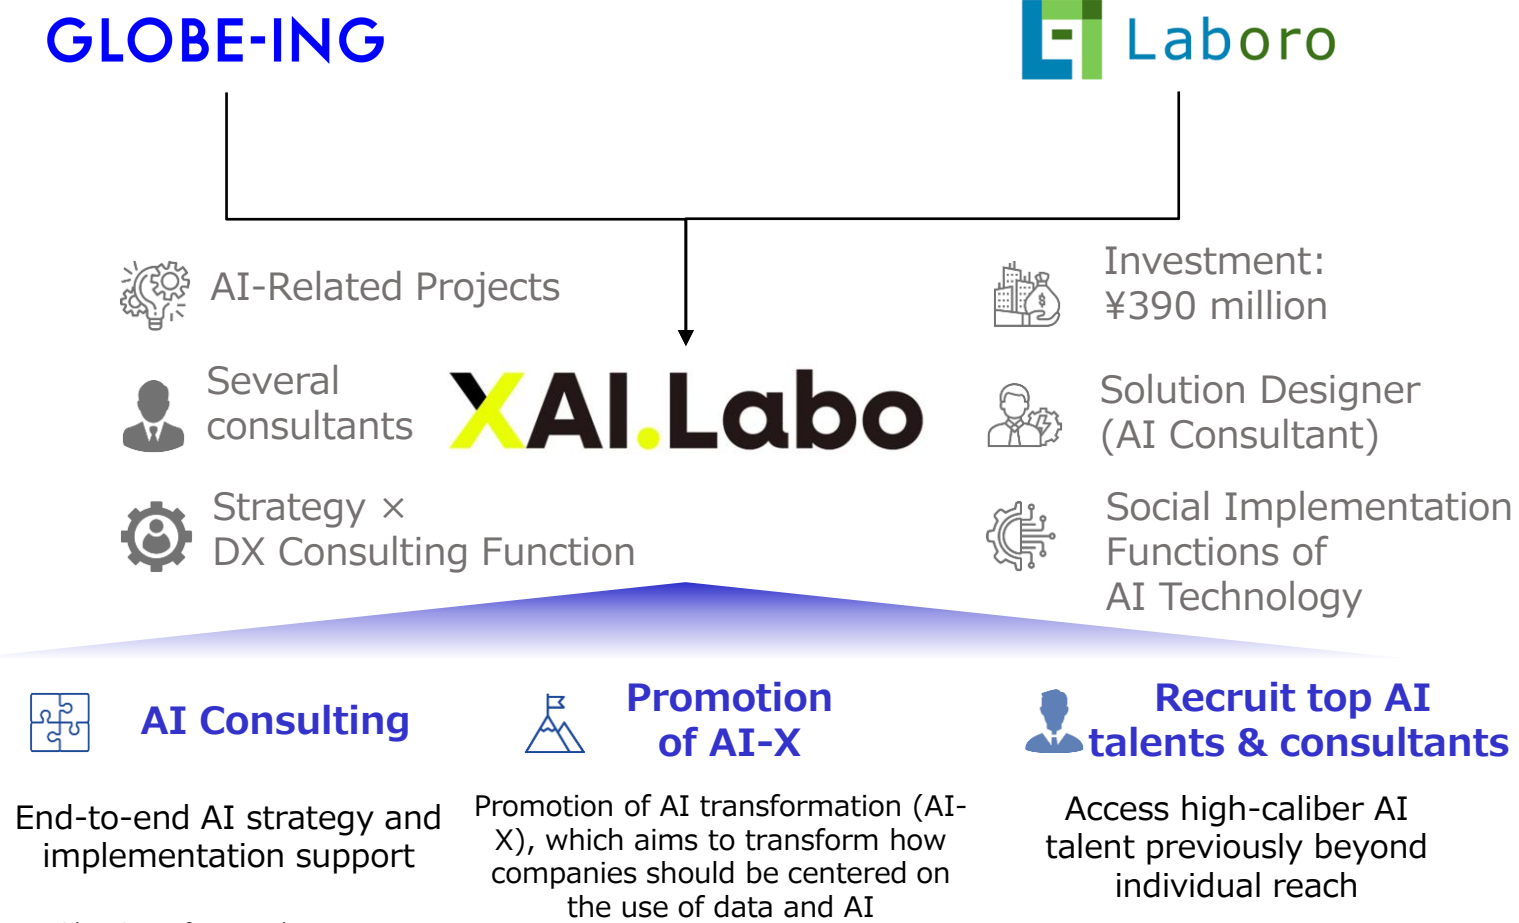 GLOBE-ING
Laboro
AI-Related Projects
Several
consultants
Strategy ×
DX Consulting Function
XAI.Labo
Investment:
¥390 million
Solution Designer
(AI Consultant)
Social Implementation
Functions of
AI Technology
AI Consulting
End-to-end AI strategy and
implementation support
Promotion
of AI-X
Promotion of AI transformation (AI-
X), which aims to transform how
companies should be centered on
the use of data and AI
Recruit top AI
talents & consultants
Access high-caliber AI
talent previously beyond
individual reach